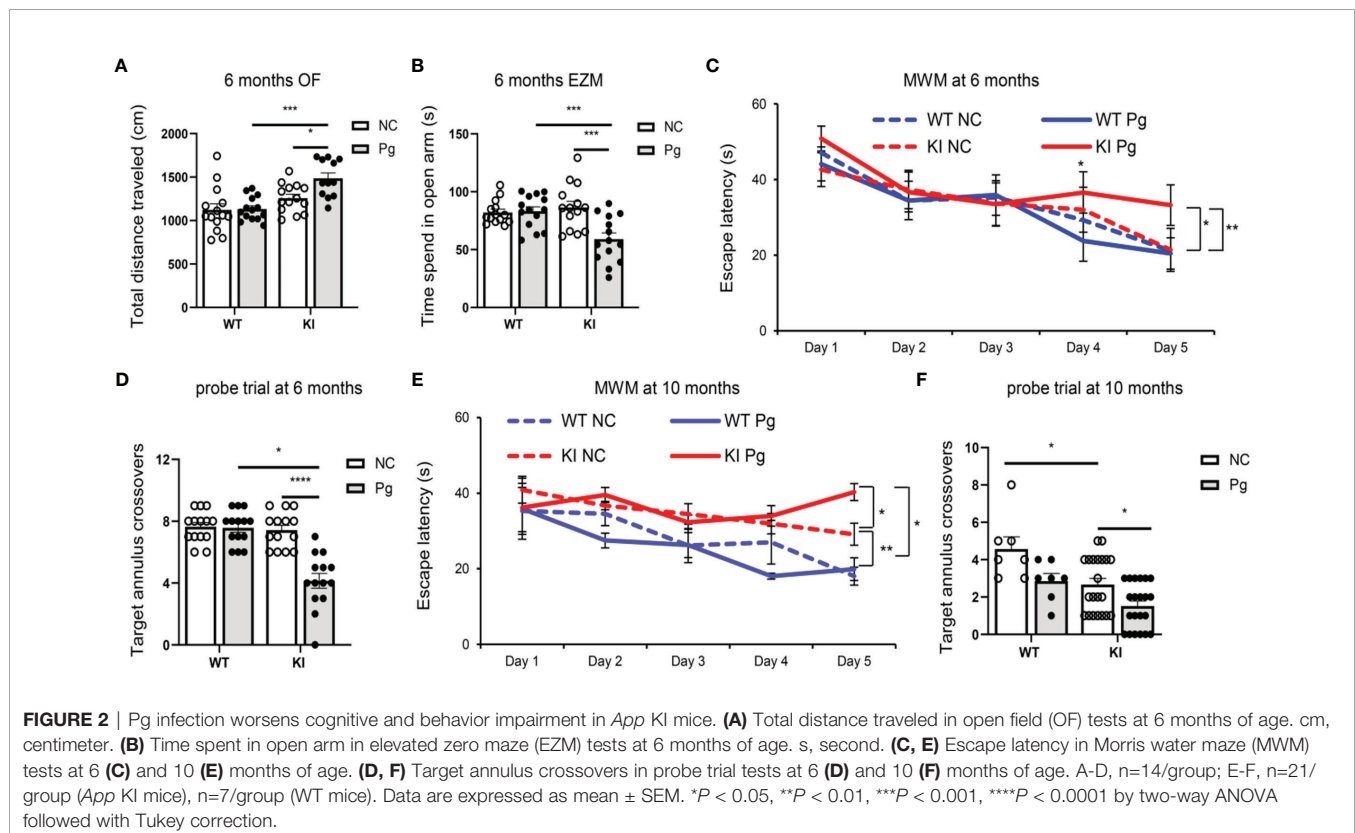 A
6 months OF
Total distance traveled (cm)
2000
1500
1000
500
0
WT
KI
***
*
NC
Pg
B
6 months EZM
Time spend in open arm (s)
150
100
50
0
WT
KI
***
***
NC
Pg
C
MWM at 6 months
Escape latency (s)
60
40
20
0
WT NC
WT Pg
KI NC
KI Pg
*
*
**
Day 1
Day 2
Day 3
Day 4
Day 5
D
probe trial at 6 months
Target annulus crossovers
12
8
4
0
WT
KI
*
****
NC
Pg
E
MWM at 10 months
Escape latency (s)
60
40
20
0
WT NC
WT Pg
KI NC
KI Pg
*
**
*
Day 1
Day 2
Day 3
Day 4
Day 5
F
probe trial at 10 months
Target annulus crossovers
10
8
6
4
2
0
WT
KI
*
*
NC
Pg
FIGURE 2 | Pg infection worsens cognitive and behavior impairment in App KI mice. (A) Total distance traveled in open field (OF) tests at 6 months of age. cm,
centimeter. (B) Time spent in open arm in elevated zero maze (EZM) tests at 6 months of age. s, second. (C, E) Escape latency in Morris water maze (MWM)
tests at 6 (C) and 10 (E) months of age. (D, F) Target annulus crossovers in probe trial tests at 6 (D) and 10 (F) months of age. A-D, n=14/group; E-F, n=21/
group (App KI mice), n=7/group (WT mice). Data are expressed as mean ± SEM. *P < 0.05, **P < 0.01, ***P < 0.001, ****P < 0.0001 by two-way ANOVA
followed with Tukey correction.